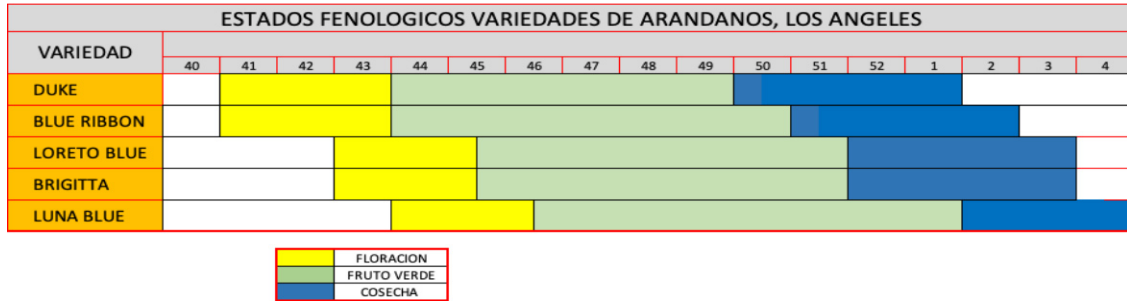 ESTADOS FENOLOGICOS VARIEDADES DE ARANDANOS, LOS ANGELES
VARIEDAD
40 41 42 43 44 45 46 47 48 49 50 51 52 1 2 3 4
DUKE
BLUE RIBBON
LORETO BLUE
BRIGITTA
LUNA BLUE
FLORACION
FRUTO VERDE
COSECHA